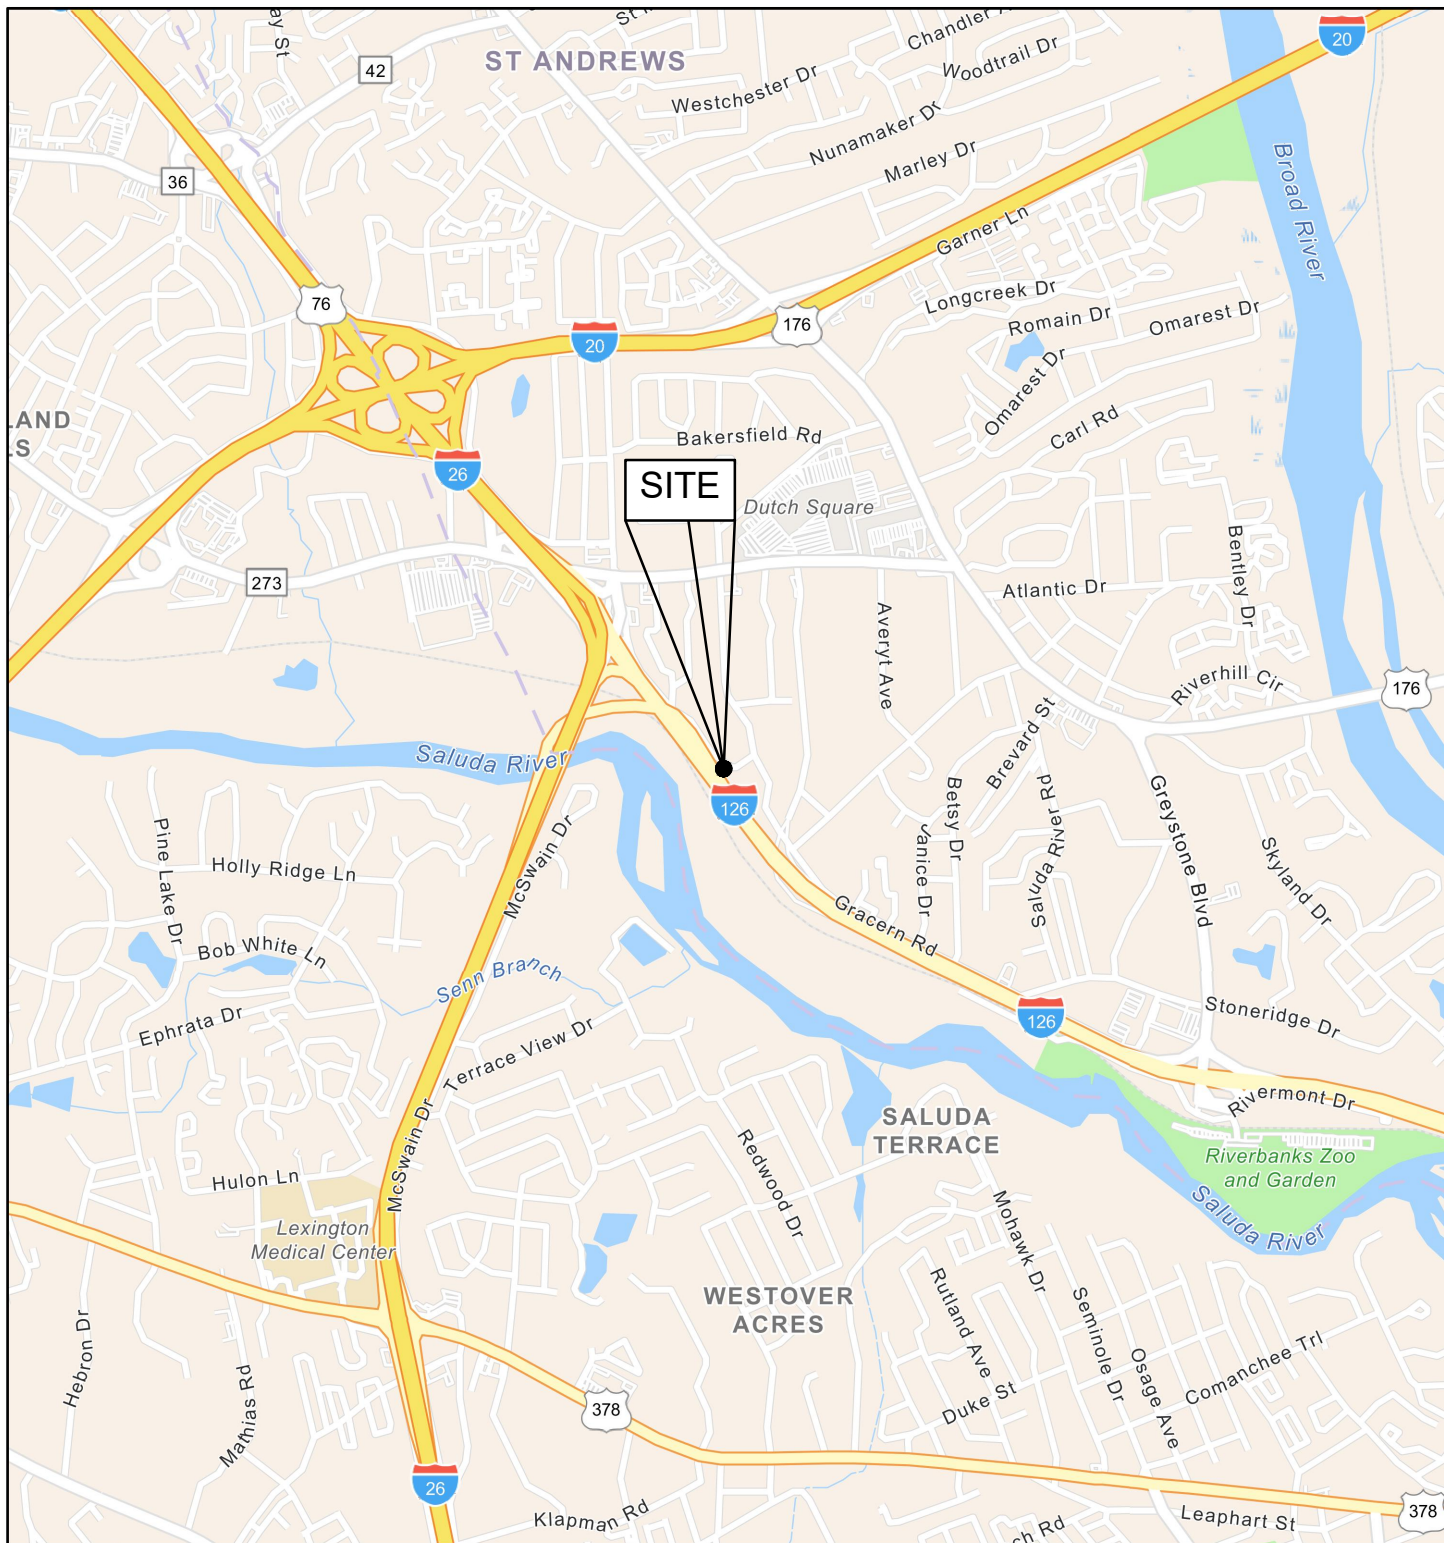 20
Chandler
ST ANDREWS
42
Woodtrail Dr
Westchester Dr
Nunamaker Dr
Marley Dr
36
Broad River
Garner Ln
Longcreek Dr
76
176
Romain Dr
Omarest Dr
20
Omarest Dr
LAND
LS
Carl Rd
Bakersfield Rd
26
SITE
Dutch Square
Bentley Dr
273
Atlantic Dr
Averyt Ave
Riverhill Cir
176
Brevard St
Saluda River
126
Betsy Dr
Saluda River Rd
Greystone Blvd
Pine Lake Dr
Holly Ridge Ln
McSwain Dr
Janice Dr
Skyland Dr
Gracern Rd
Bob White Ln
Senn Branch
Ephrata Dr
126
Stoneridge Dr
Terrace View Dr
Rivermont Dr
McSwain Dr
SALUDA
TERRACE
Redwood Dr
Riverbanks Zoo
and Garden
Hulon Ln
Saluda River
Mohawk Dr
Lexington
Medical Center
WESTOVER
ACRES
Rutland Ave
Seminole Dr
Hebron Dr
Osage Ave
Comanchee Trl
Mathias Rd
378
Duke St
26
Klapman Rd
378
Leaphart St
ch Rd